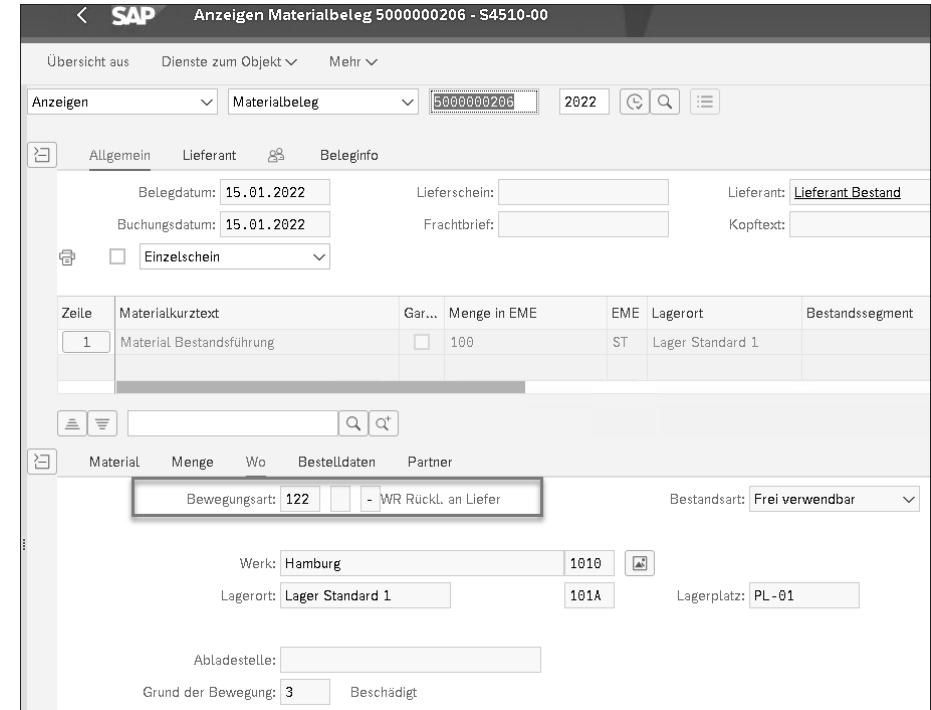 SAP Anzeigen Materialbeleg 5000000206 - S4510-00
Übersicht aus Dienste zum Objekt Mehr
Anzeigen Materialbeleg 5000000206 2022
Allgemein Lieferant Beleginfo
Belegdatum: 15.01.2022 Lieferschein: Lieferant: Lieferant Bestand
Buchungsdatum: 15.01.2022 Frachtbrief: Kopftext:
Einzelschein
Zeile Materialkurztext Gar... Menge in EME EME Lagerort Bestandssegment
1 Material Bestandsführung 100 ST Lager Standard 1
Material Menge Wo Bestelldaten Partner
Bewegungsart: 122 - WR Rückl. an Liefer Bestandsart: Frei verwendbar
Werk: Hamburg 1010
Lagerort: Lager Standard 1 101A Lagerplatz: PL-01
Abladestelle:
Grund der Bewegung: 3 Beschädigt